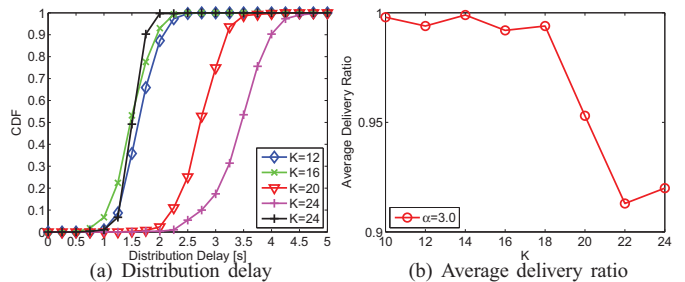 1
0.9
0.8
0.7
0.6
0.5
0.4
0.3
0.2
0.1
0
CDF
0 0.5 1 1.5 2 2.5 3 3.5 4 4.5 5
Distribution Delay [s]
K=12
K=16
K=20
K=24
K=24
(a) Distribution delay
1
0.95
0.9
Average Delivery Ratio
10 12 14 16 18 20 22 24
K
α=3.0
(b) Average delivery ratio